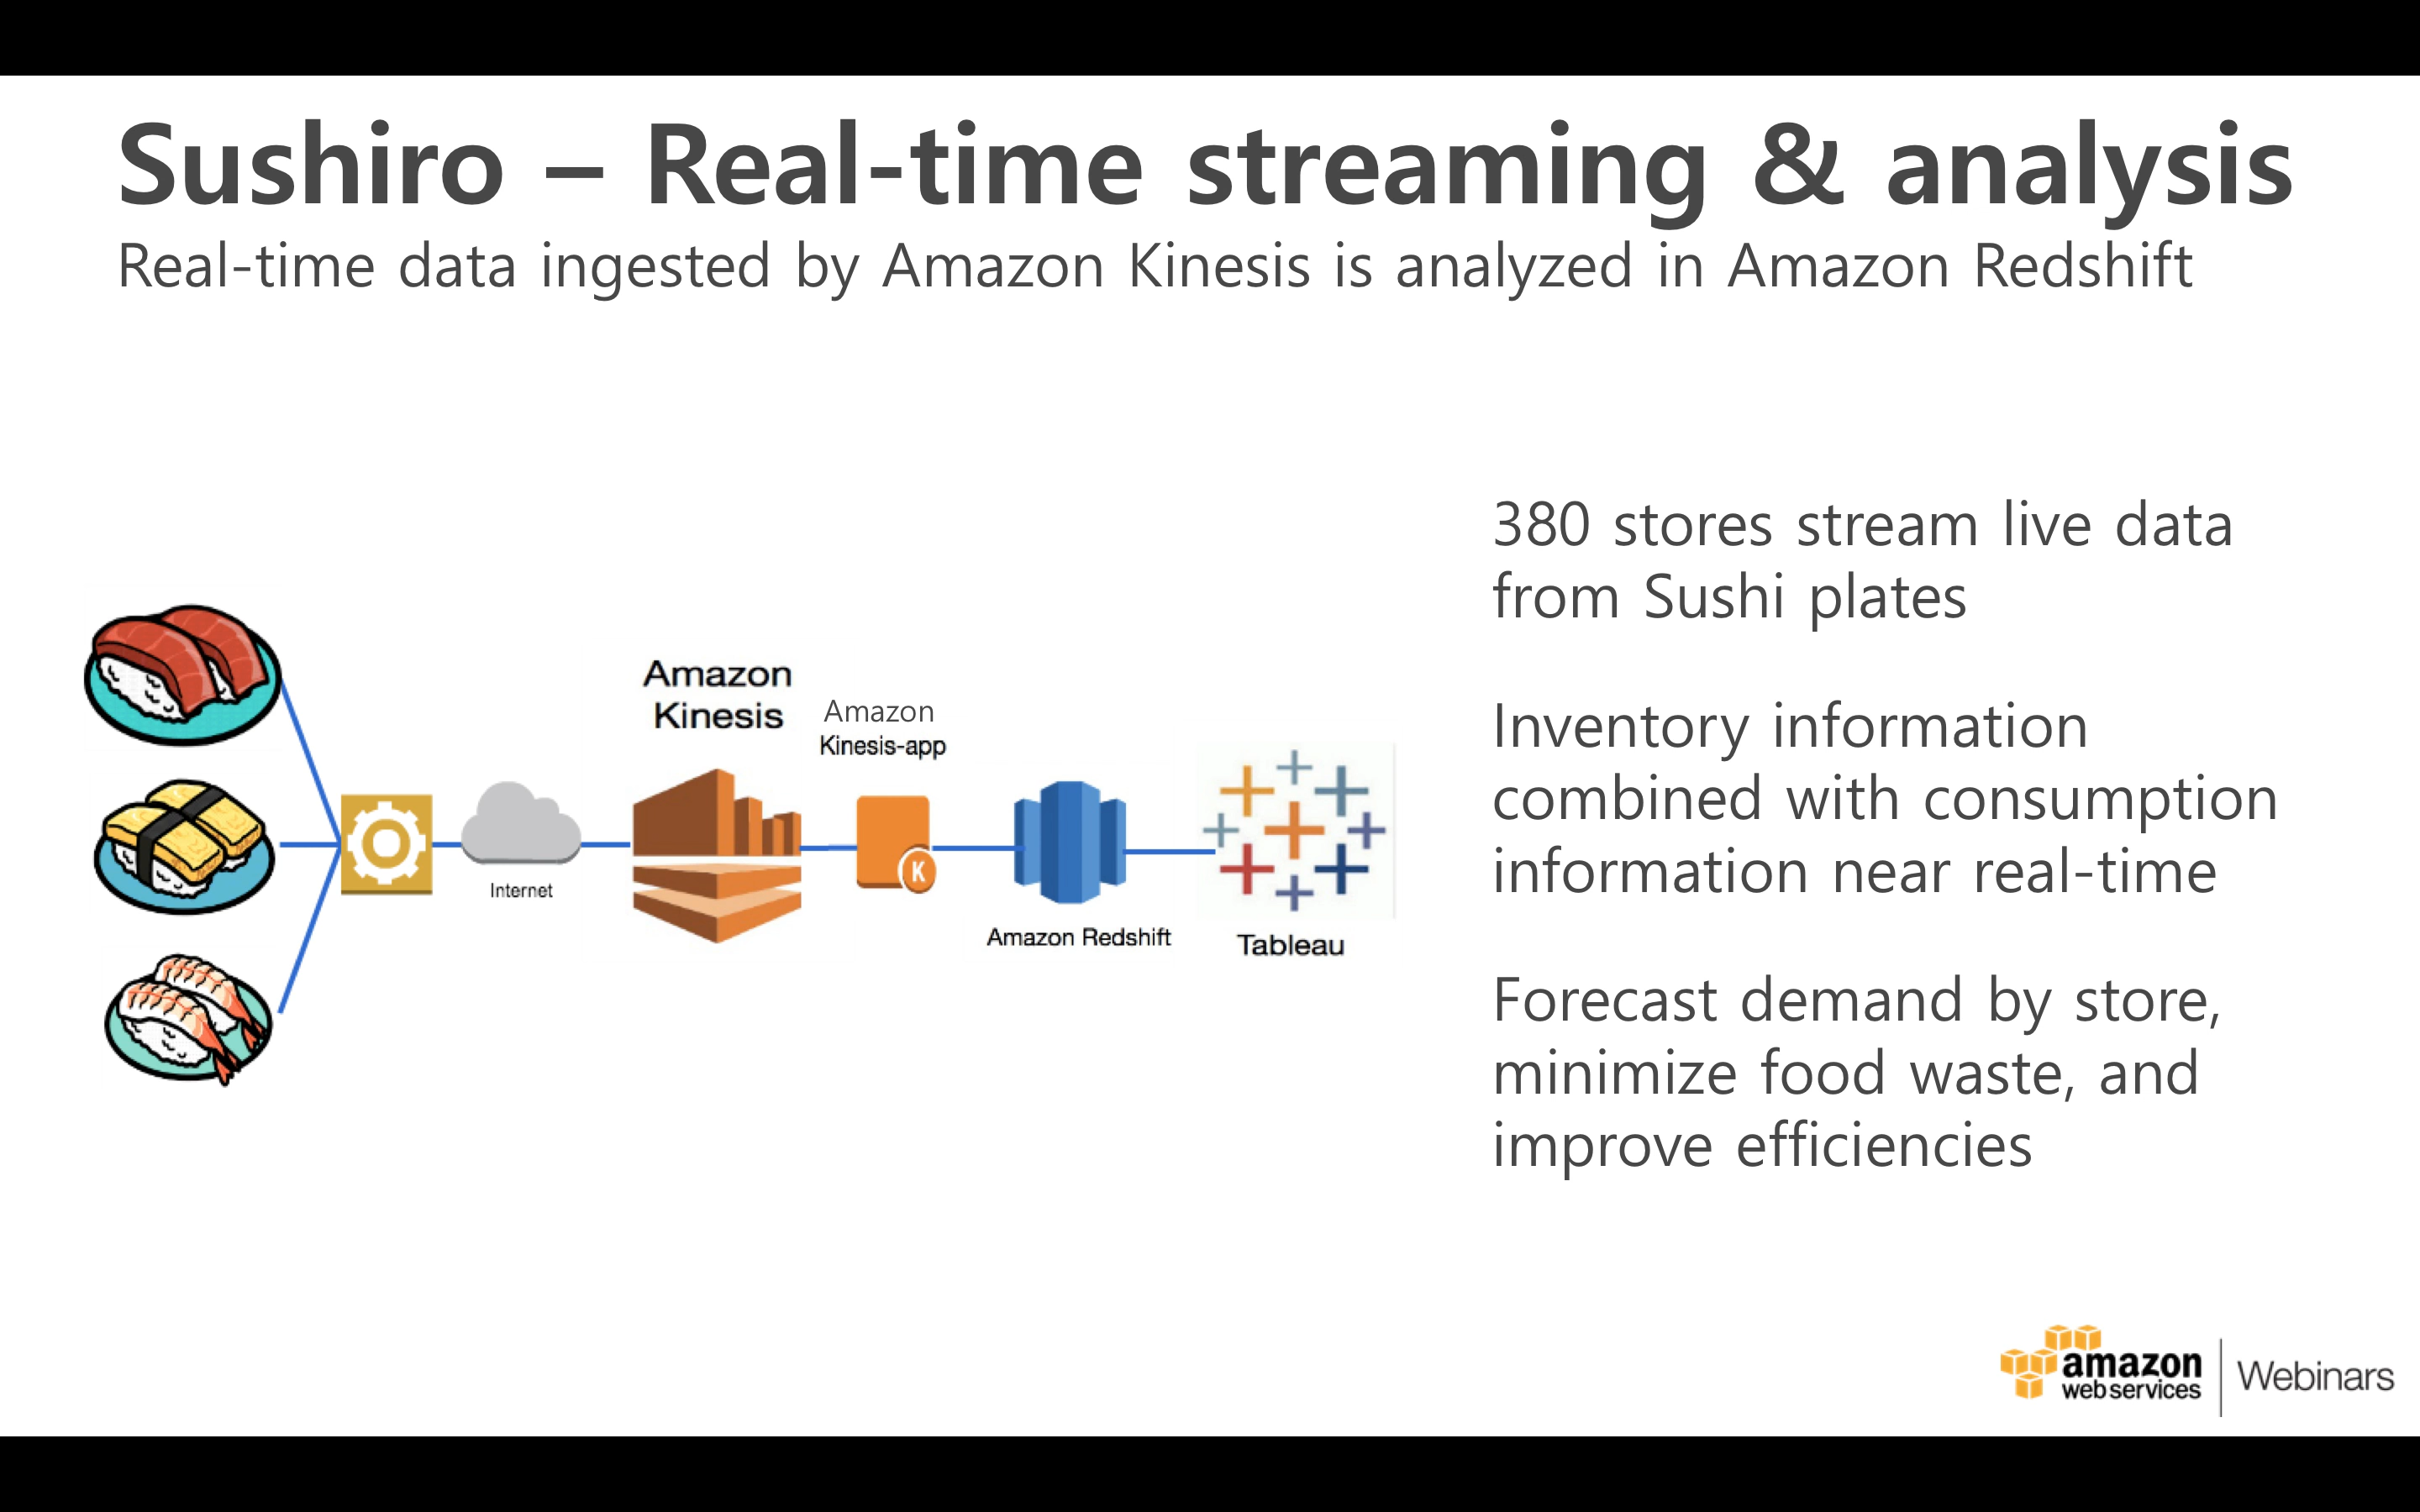 Sushiro – Real-time streaming & analysis
Real-time data ingested by Amazon Kinesis is analyzed in Amazon Redshift
Amazon
Kinesis
Amazon
Kinesis-app
K
Internet
Amazon Redshift
Tableau
380 stores stream live data
from Sushi plates
Inventory information
combined with consumption
information near real-time
Forecast demand by store,
minimize food waste, and
improve efficiencies
amazon
webservices
Webinars